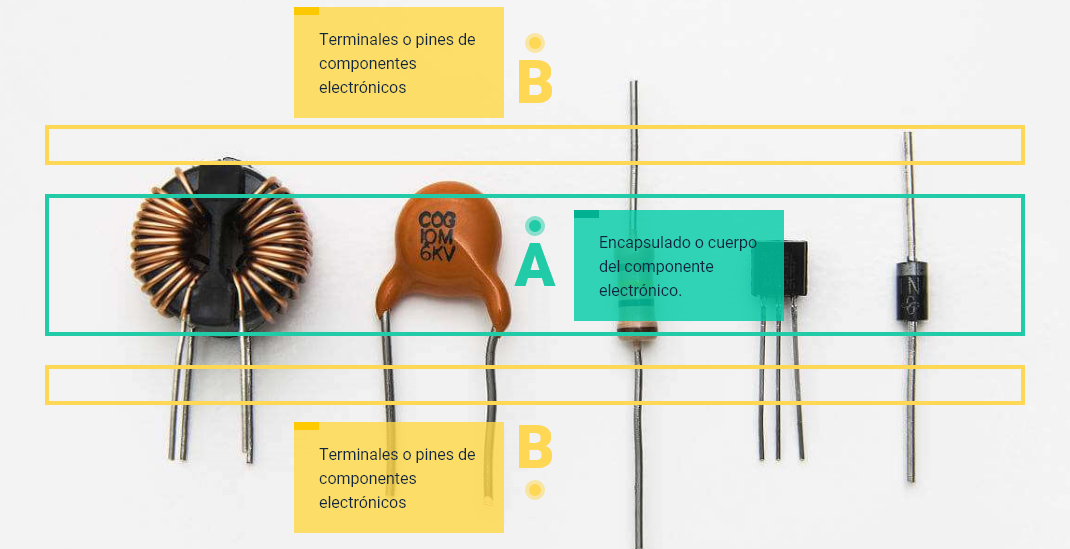 Terminales o pines de
componentes
electrónicos
B
COG
10M
6KV
A
Encapsulado o cuerpo
del componente
electrónico.
Terminales o pines de
componentes
electrónicos
B